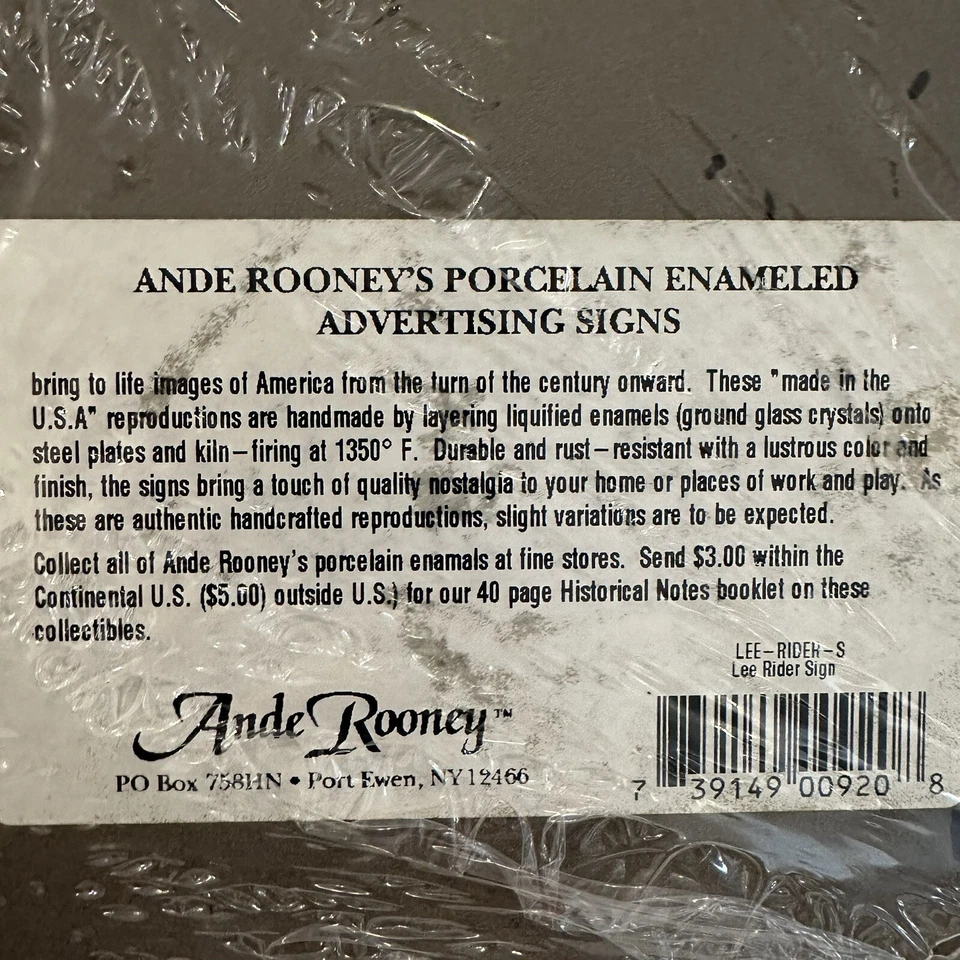 ANDE ROONEY'S PORCELAIN ENAMELED
ADVERTISING SIGNS
bring to life images of America from the turn of the century onward. These "made in the
U.S.A" reproductions are handmade by layering liquified enamels (ground glass crystals) onto
steel plates and kiln-firing at 1350° F. Durable and rust-resistant with a lustrous color and
finish, the signs bring a touch of quality nostalgia to your home or places of work and play. As
these are authentic handcrafted reproductions, slight variations are to be expected.
Collect all of Ande Rooney's porcelain enamals at fine stores. Send $3.00 within the
Continental U.S. ($5.00) outside U.S.) for our 40 page Historical Notes booklet on these
collectibles.
LEE-RIDER-S
Lee Rider Sign
Ande Rooney™
PO Box 758HN • Port Ewen, NY 12466
7 39149 00920 8